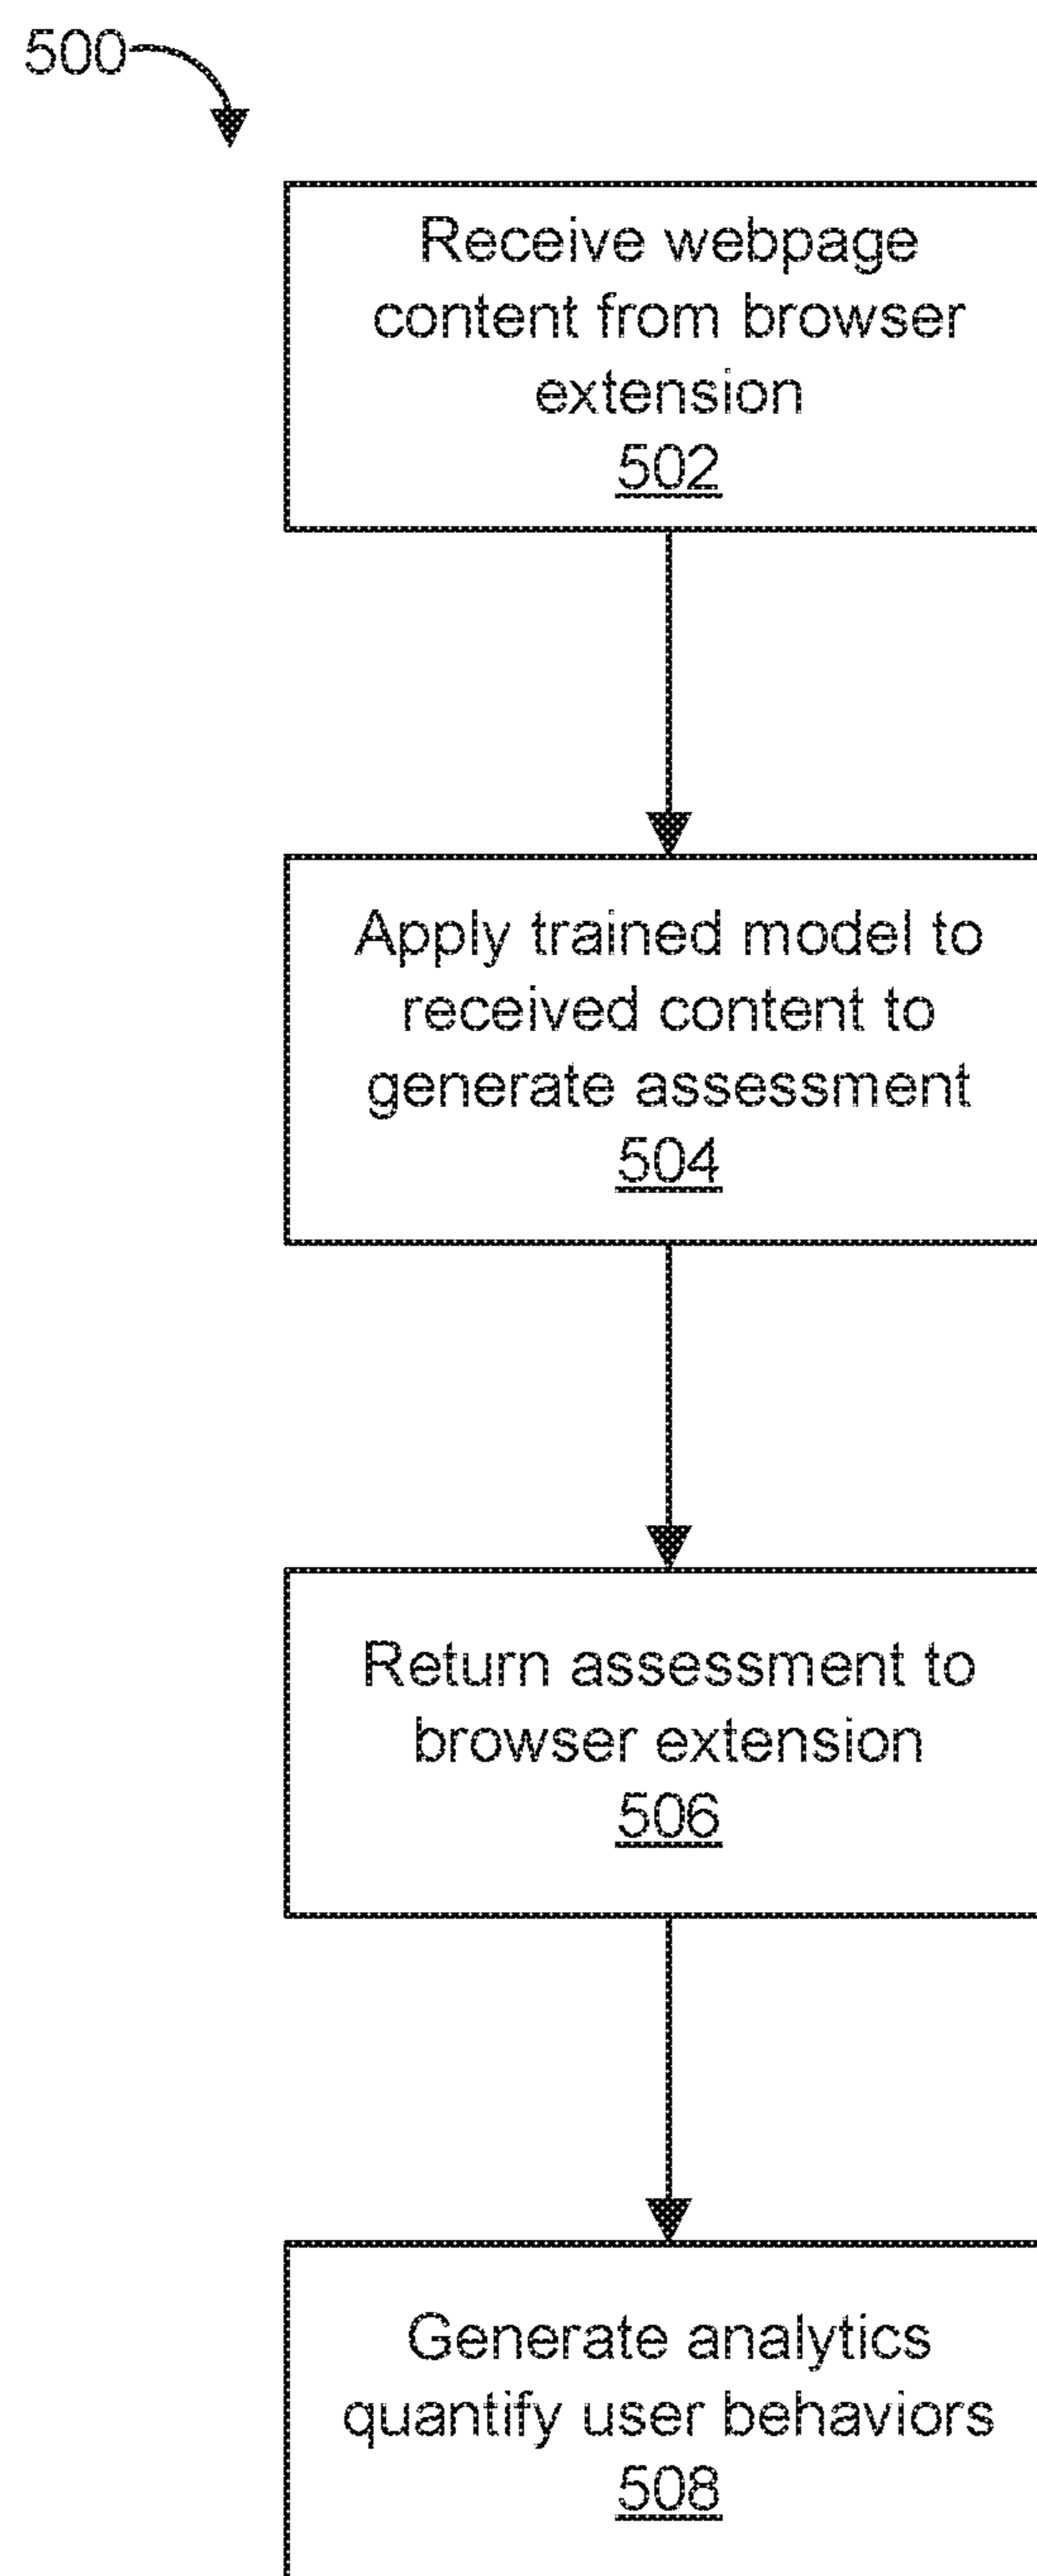 500
Receive webpage
content from browser
extension
502
Apply trained model to
received content to
generate assessment
504
Return assessment to
browser extension
506
Generate analytics
quantify user behaviors
508